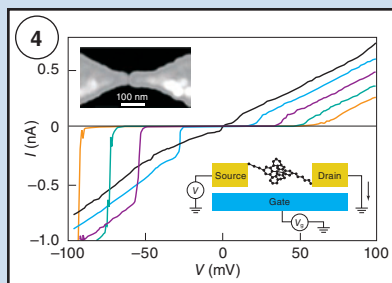 4
100 nm
I (nA)
0.5
0
−0.5
−1.0
Source
Drain
Gate
V
Vg
−100
−50
0
50
100
V (mV)